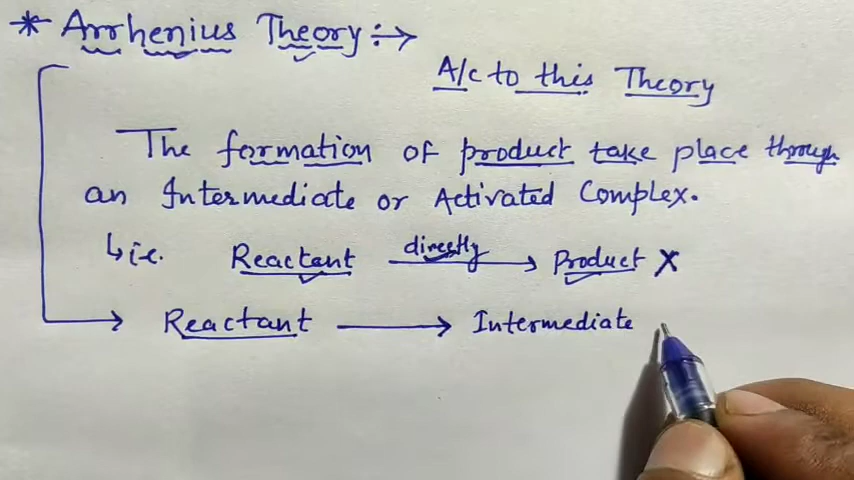 * Arrhenius Theory :→
A/c to this Theory
The formation of product take place through
an Intermediate or Activated Complex.
↳ i.e. Reactant directly → Product X
→ Reactant → Intermediate